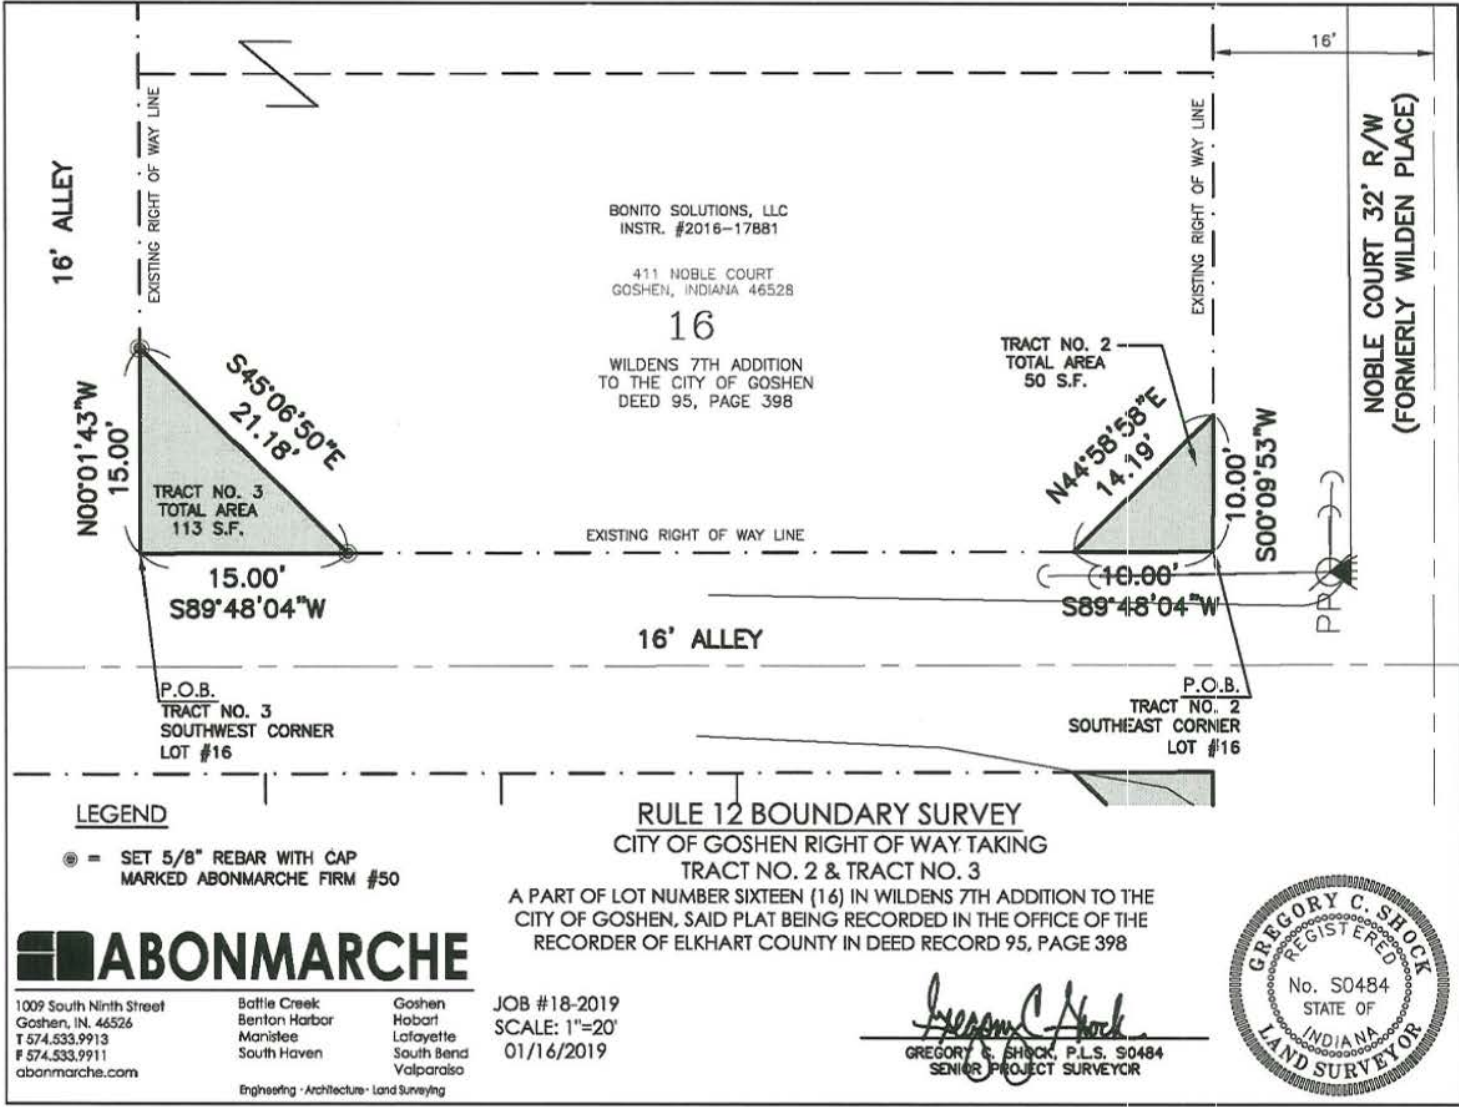 16'
16' ALLEY
EXISTING RIGHT OF WAY LINE
EXISTING RIGHT OF WAY LINE
NOBLE COURT 32' R/W
(FORMERLY WILDEN PLACE)
BONITO SOLUTIONS, LLC
INSTR. #2016-17881
411 NOBLE COURT
GOSHEN, INDIANA 46528
16
WILDENS 7TH ADDITION
TO THE CITY OF GOSHEN
DEED 95, PAGE 398
TRACT NO. 2
TOTAL AREA
50 S.F.
N00°01'43"W
15.00'
S45°06'50"E
21.18'
TRACT NO. 3
TOTAL AREA
113 S.F.
N44°58'58"E
14.19'
10.00'
S00°09'53"W
EXISTING RIGHT OF WAY LINE
15.00'
S89°48'04"W
10.00'
S89°48'04"W
PP
16' ALLEY
P.O.B.
TRACT NO. 3
SOUTHWEST CORNER
LOT #16
P.O.B.
TRACT NO. 2
SOUTHEAST CORNER
LOT #16
LEGEND
= SET 5/8" REBAR WITH CAP
MARKED ABONMARCHE FIRM #50
RULE 12 BOUNDARY SURVEY
CITY OF GOSHEN RIGHT OF WAY TAKING
TRACT NO. 2 & TRACT NO. 3
A PART OF LOT NUMBER SIXTEEN (16) IN WILDENS 7TH ADDITION TO THE
CITY OF GOSHEN, SAID PLAT BEING RECORDED IN THE OFFICE OF THE
RECORDER OF ELKHART COUNTY IN DEED RECORD 95, PAGE 398
ABONMARCHE
1009 South Ninth Street
Goshen, IN. 46526
T 574.533.9913
F 574.533.9911
abonmarche.com
Battle Creek
Benton Harbor
Manistee
South Haven
Goshen
Hobart
Lafayette
South Bend
Valparaiso
Engineering - Architecture - Land Surveying
JOB #18-2019
SCALE: 1"=20'
01/16/2019
Gregory C Shock
GREGORY C. SHOCK, P.L.S. S0484
SENIOR PROJECT SURVEYOR
GREGORY C. SHOCK
REGISTERED
No. S0484
STATE OF
INDIANA
LAND SURVEYOR